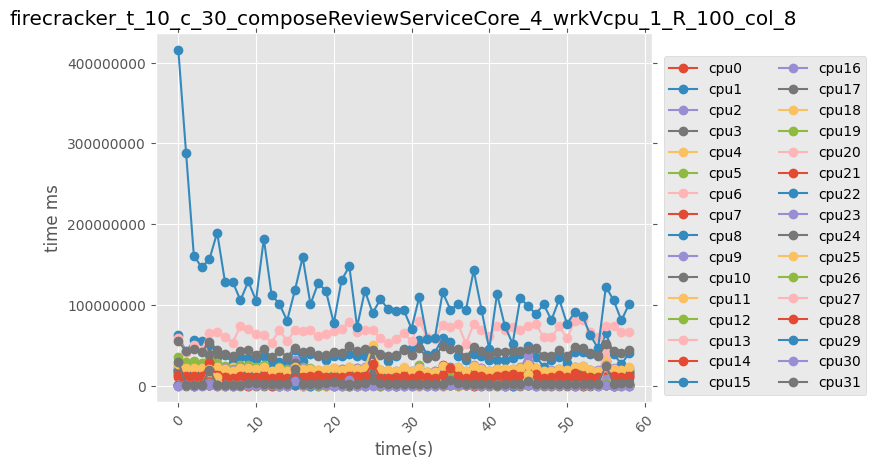 firecracker_t_10_c_30_composeReviewServiceCore_4_wrkVcpu_1_R_100_col_8
400000000
300000000
200000000
100000000
0
time ms
0
10
20
30
40
50
60
time(s)
cpu0
cpu1
cpu2
cpu3
cpu4
cpu5
cpu6
cpu7
cpu8
cpu9
cpu10
cpu11
cpu12
cpu13
cpu14
cpu15
cpu16
cpu17
cpu18
cpu19
cpu20
cpu21
cpu22
cpu23
cpu24
cpu25
cpu26
cpu27
cpu28
cpu29
cpu30
cpu31